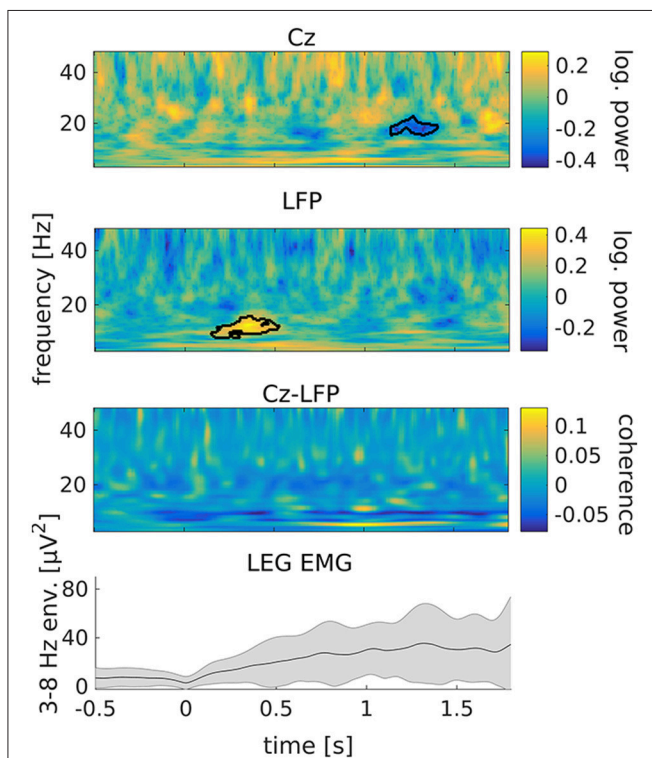 Cz
40
20
0.2
0
-0.2
-0.4
log. power
LFP
40
20
0.4
0.2
0
-0.2
log. power
frequency [Hz]
Cz-LFP
40
20
0.1
0.05
0
-0.05
coherence
LEG EMG
80
40
0
3-8 Hz env. [µV²]
-0.5
0
0.5
1
1.5
time [s]